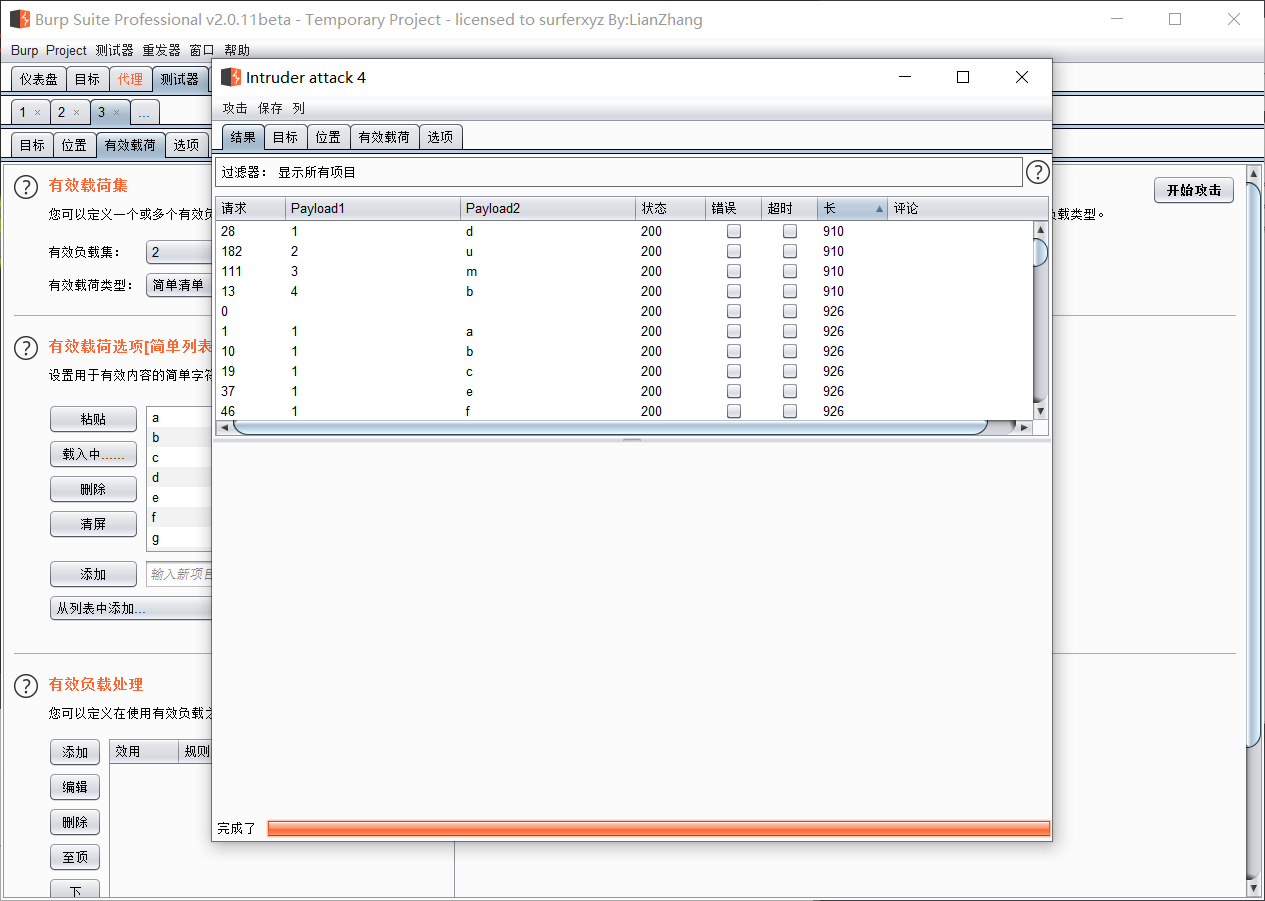 Burp Suite Professional v2.0.11beta - Temporary Project - licensed to surferxyz By:LianZhang
Burp Project 测试器 重发器 窗口 帮助
仪表盘 目标 代理 测试器
1 × 2 × 3 × ...
目标 位置 有效载荷 选项
有效载荷集
开始攻击
您可以定义一个或多个有效负
载类型。
有效负载集： 2
有效载荷类型： 简单清单
有效载荷选项[简单列表
设置用于有效内容的简单字符
粘贴
载入中......
删除
清屏
a
b
c
d
e
f
g
添加 输入新项目
从列表中添加...
有效负载处理
您可以定义在使用有效负载之
添加
编辑
删除
至顶
下
效用 规则
Intruder attack 4
攻击 保存 列
结果 目标 位置 有效载荷 选项
过滤器： 显示所有项目
请求 Payload1 Payload2 状态 错误 超时 长 评论
28 1 d 200 910
182 2 u 200 910
111 3 m 200 910
13 4 b 200 910
0 200 926
1 1 a 200 926
10 1 b 200 926
19 1 c 200 926
37 1 e 200 926
46 1 f 200 926
完成了